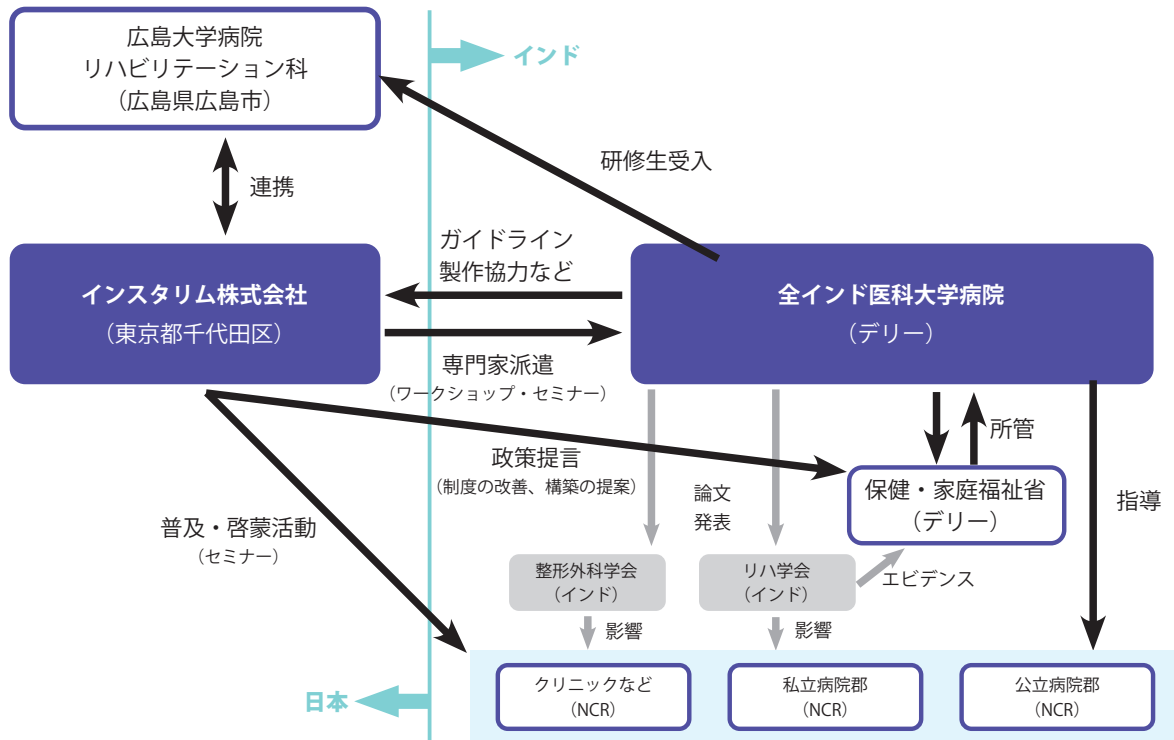 広島大学病院
リハビリテーション科
（広島県広島市）
インド
研修生受入
連携
ガイドライン
製作協力など
インスタリム株式会社
（東京都千代田区）
全インド医科大学病院
（デリー）
専門家派遣
（ワークショップ・セミナー）
所管
政策提言
（制度の改善、構築の提案）
論文
発表
保健・家庭福祉省
（デリー）
指導
普及・啓蒙活動
（セミナー）
整形外科学会
（インド）
リハ学会
（インド）
エビデンス
影響
影響
日本
クリニックなど
（NCR）
私立病院郡
（NCR）
公立病院郡
（NCR）